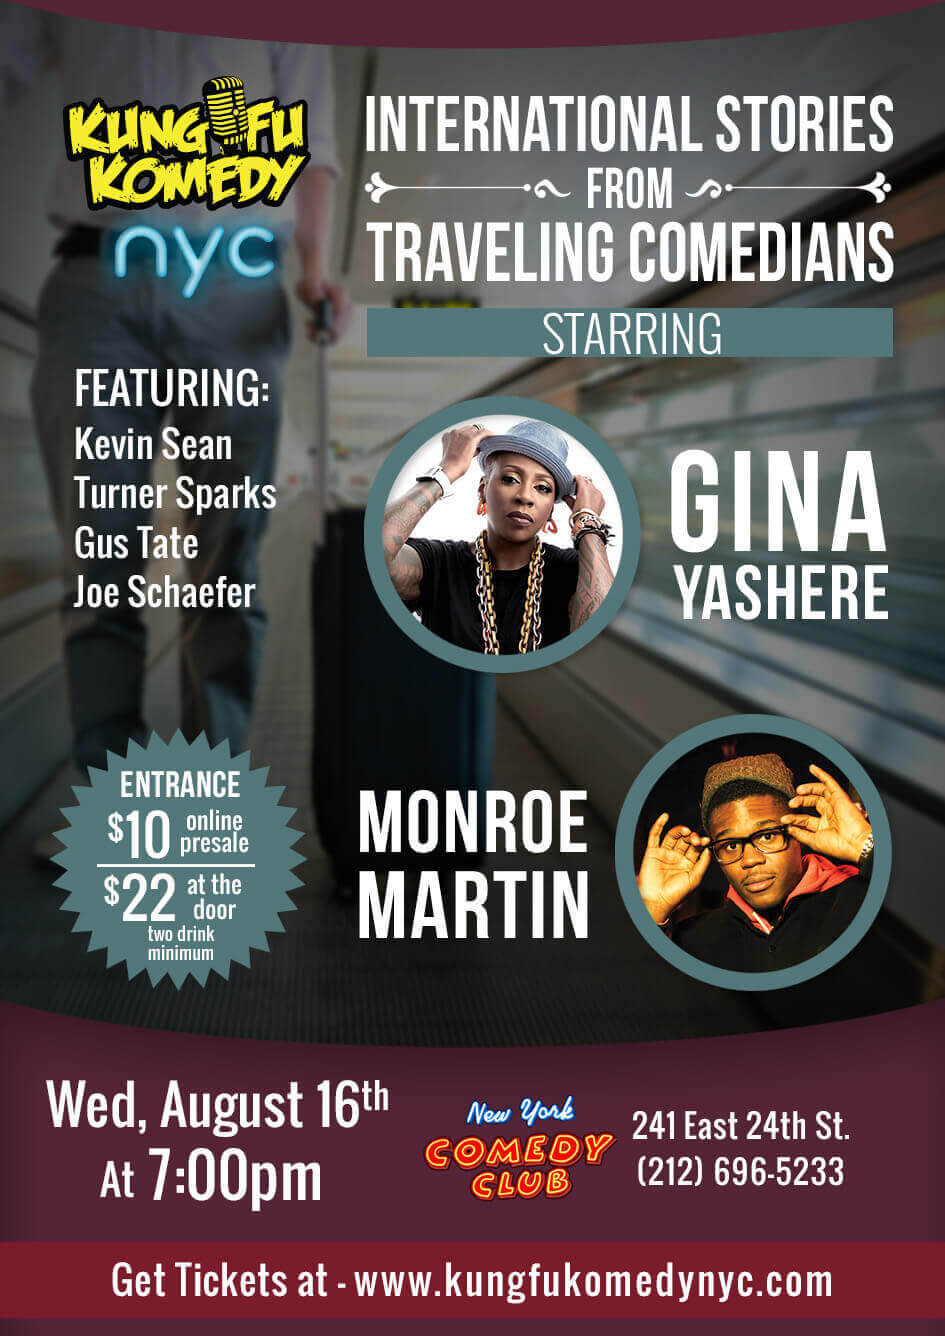 KUNG FU
KOMEDY
nyc
INTERNATIONAL STORIES
FROM
TRAVELING COMEDIANS
STARRING
FEATURING:
Kevin Sean
Turner Sparks
Gus Tate
Joe Schaefer
GINA
YASHERE
ENTRANCE
$10 online presale
$22 at the door
two drink
minimum
MONROE
MARTIN
Wed, August 16th
At 7:00pm
New York
COMEDY
CLUB
241 East 24th St.
(212) 696-5233
Get Tickets at - www.kungfukomedynyc.com